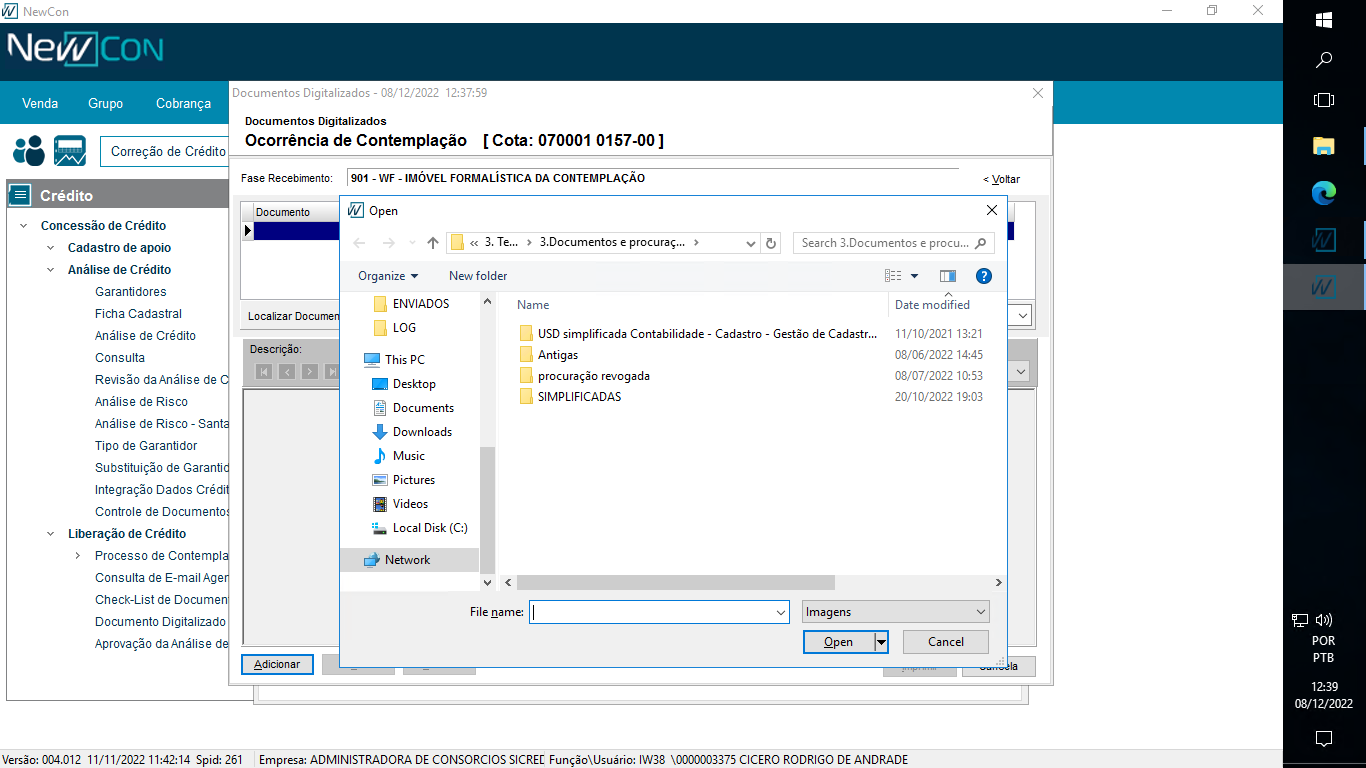 NewCon
NewCon
Venda Grupo Cobrança
Correção de Crédito
Crédito
Concessão de Crédito
Cadastro de apoio
Análise de Crédito
Garantidores
Ficha Cadastral
Análise de Crédito
Consulta
Revisão da Análise de C
Análise de Risco
Análise de Risco - Santa
Tipo de Garantidor
Substituição de Garantid
Integração Dados Crédit
Controle de Documentos
Liberação de Crédito
Processo de Contempla
Consulta de E-mail Agen
Check-List de Document
Documento Digitalizado
Aprovação da Análise de
Documentos Digitalizados - 08/12/2022 12:37:59
Documentos Digitalizados
Ocorrência de Contemplação [ Cota: 070001 0157-00 ]
Fase Recebimento: 901 - WF - IMÓVEL FORMALÍSTICA DA CONTEMPLAÇÃO < Voltar
Documento
Localizar Documen
Descrição:
Open
« 3. Te... > 3.Documentos e procuraç... >
Search 3.Documentos e procu...
Organize New folder
ENVIADOS
LOG
This PC
Desktop
Documents
Downloads
Music
Pictures
Videos
Local Disk (C:)
Network
Name Date modified
USD simplificada Contabilidade - Cadastro - Gestão de Cadastr... 11/10/2021 13:21
Antigas 08/06/2022 14:45
procuração revogada 08/07/2022 10:53
SIMPLIFICADAS 20/10/2022 19:03
File name: Imagens
Open Cancel
Adicionar Imprimir Cancela
POR
PTB
12:39
08/12/2022
Versão: 004.012 11/11/2022 11:42:14 Spid: 261 Empresa: ADMINISTRADORA DE CONSORCIOS SICRED Função\Usuário: IW38 \0000003375 CICERO RODRIGO DE ANDRADE